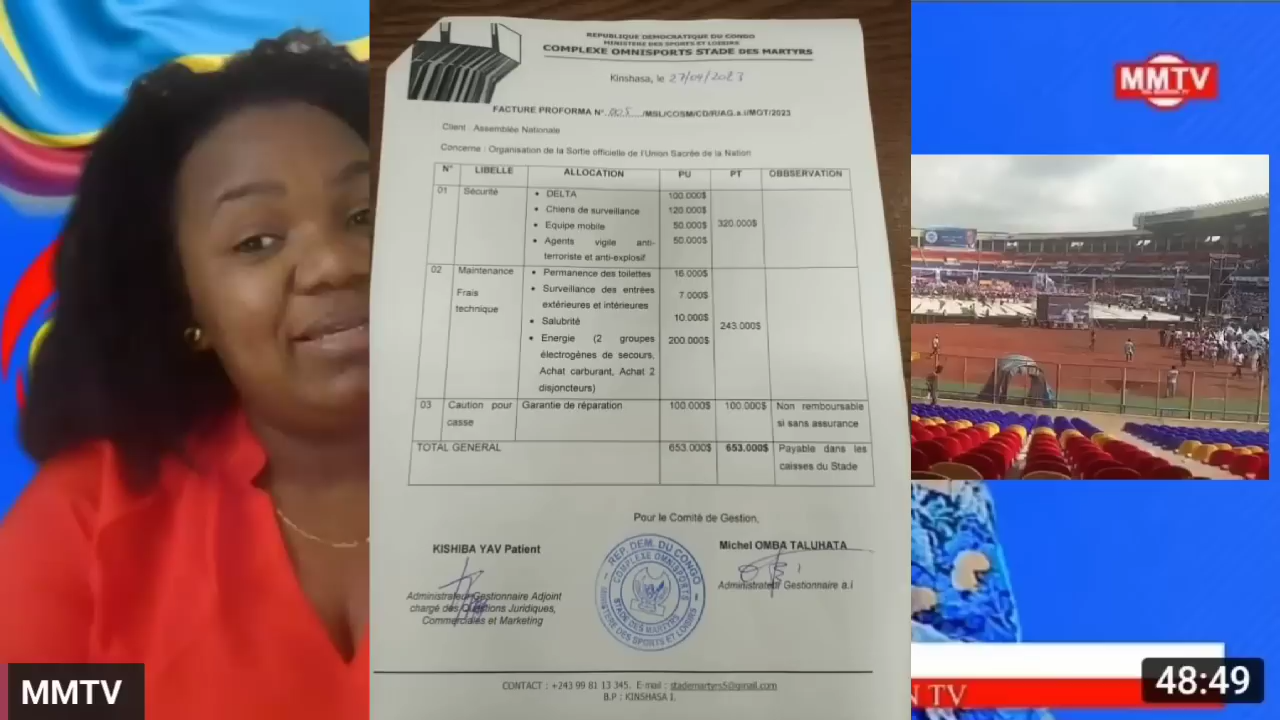 REPUBLIQUE DEMOCRATIQUE DU CONGO
MINISTERE DES SPORTS ET LOISIRS
COMPLEXE OMNISPORTS STADE DES MARTYRS
Kinshasa, le 27/04/2023
FACTURE PROFORMA N° 005 /MSL/COSM/CD/R/AG.a.i/MGT/2023
Client : Assemblée Nationale
Concerne : Organisation de la Sortie officielle de l'Union Sacrée de la Nation
N° LIBELLE ALLOCATION PU PT OBBSERVATION
01 Sécurité • DELTA 100.000$ 320.000$
• Chiens de surveillance 120.000$
• Equipe mobile 50.000$
• Agents vigile anti- 50.000$
terroriste et anti-explosif
02 Maintenance • Permanence des toilettes 16.000$ 243.000$
Frais • Surveillance des entrées 7.000$
technique extérieures et intérieures
• Salubrité 10.000$
• Energie (2 groupes 200.000$
électrogènes de secours,
Achat carburant, Achat 2
disjoncteurs)
03 Caution pour Garantie de réparation 100.000$ 100.000$ Non remboursable
casse si sans assurance
TOTAL GENERAL 653.000$ 653.000$ Payable dans les
caisses du Stade
Pour le Comité de Gestion,
KISHIBA YAV Patient
Administrateur Gestionnaire Adjoint
chargé des Questions Juridiques,
Commerciales et Marketing
REP. DEM. DU CONGO
COMPLEXE OMNISPORTS
STADE DES MARTYRS
MINISTERE DES SPORTS ET LOISIRS
Michel OMBA TALUHATA
Administrateur Gestionnaire a.i
CONTACT : +243 99 81 13 345. E-mail : stademartyrs5@gmail.com
B.P : KINSHASA I.
MMTV
MMTV
N TV
48:49